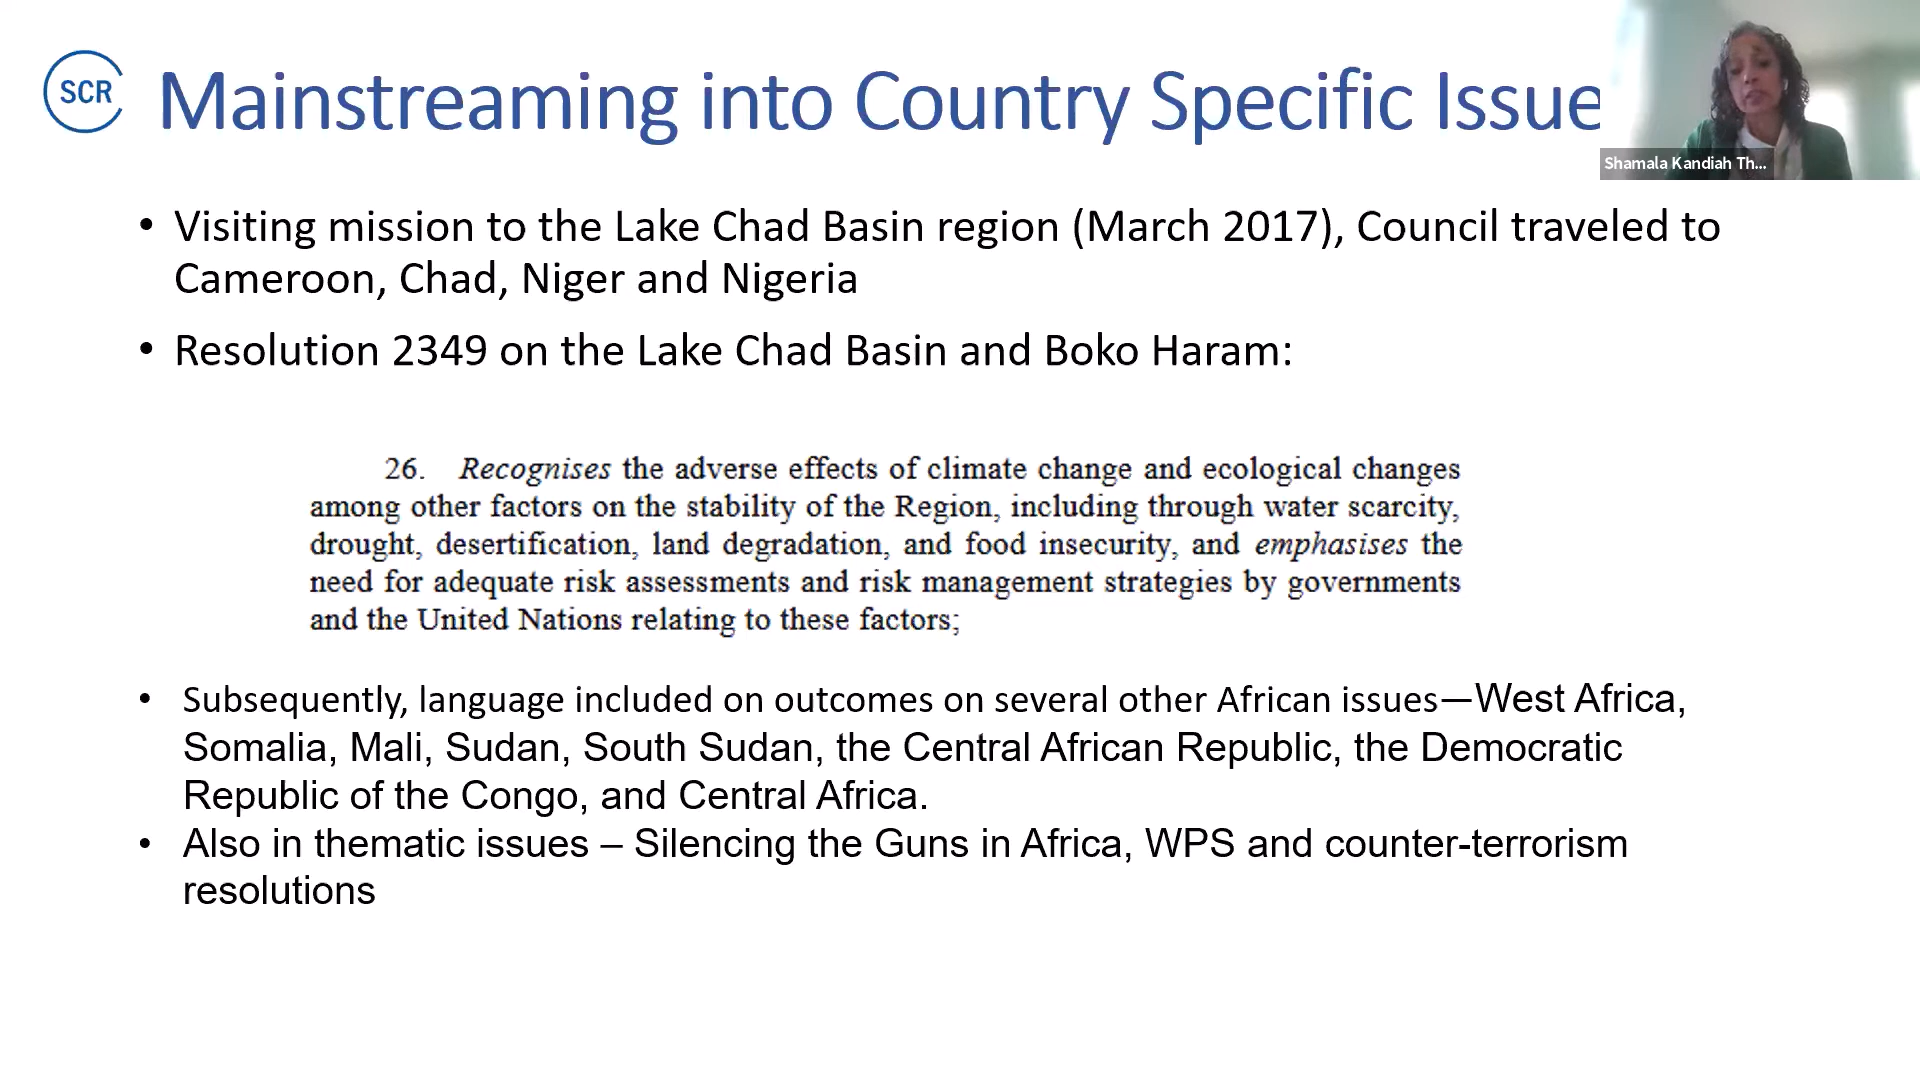 SCR
Mainstreaming into Country Specific Issue
Shamala Kandiah Th...
• Visiting mission to the Lake Chad Basin region (March 2017), Council traveled to
Cameroon, Chad, Niger and Nigeria
• Resolution 2349 on the Lake Chad Basin and Boko Haram:
26. Recognises the adverse effects of climate change and ecological changes
among other factors on the stability of the Region, including through water scarcity,
drought, desertification, land degradation, and food insecurity, and emphasises the
need for adequate risk assessments and risk management strategies by governments
and the United Nations relating to these factors;
• Subsequently, language included on outcomes on several other African issues—West Africa,
Somalia, Mali, Sudan, South Sudan, the Central African Republic, the Democratic
Republic of the Congo, and Central Africa.
• Also in thematic issues – Silencing the Guns in Africa, WPS and counter-terrorism
resolutions